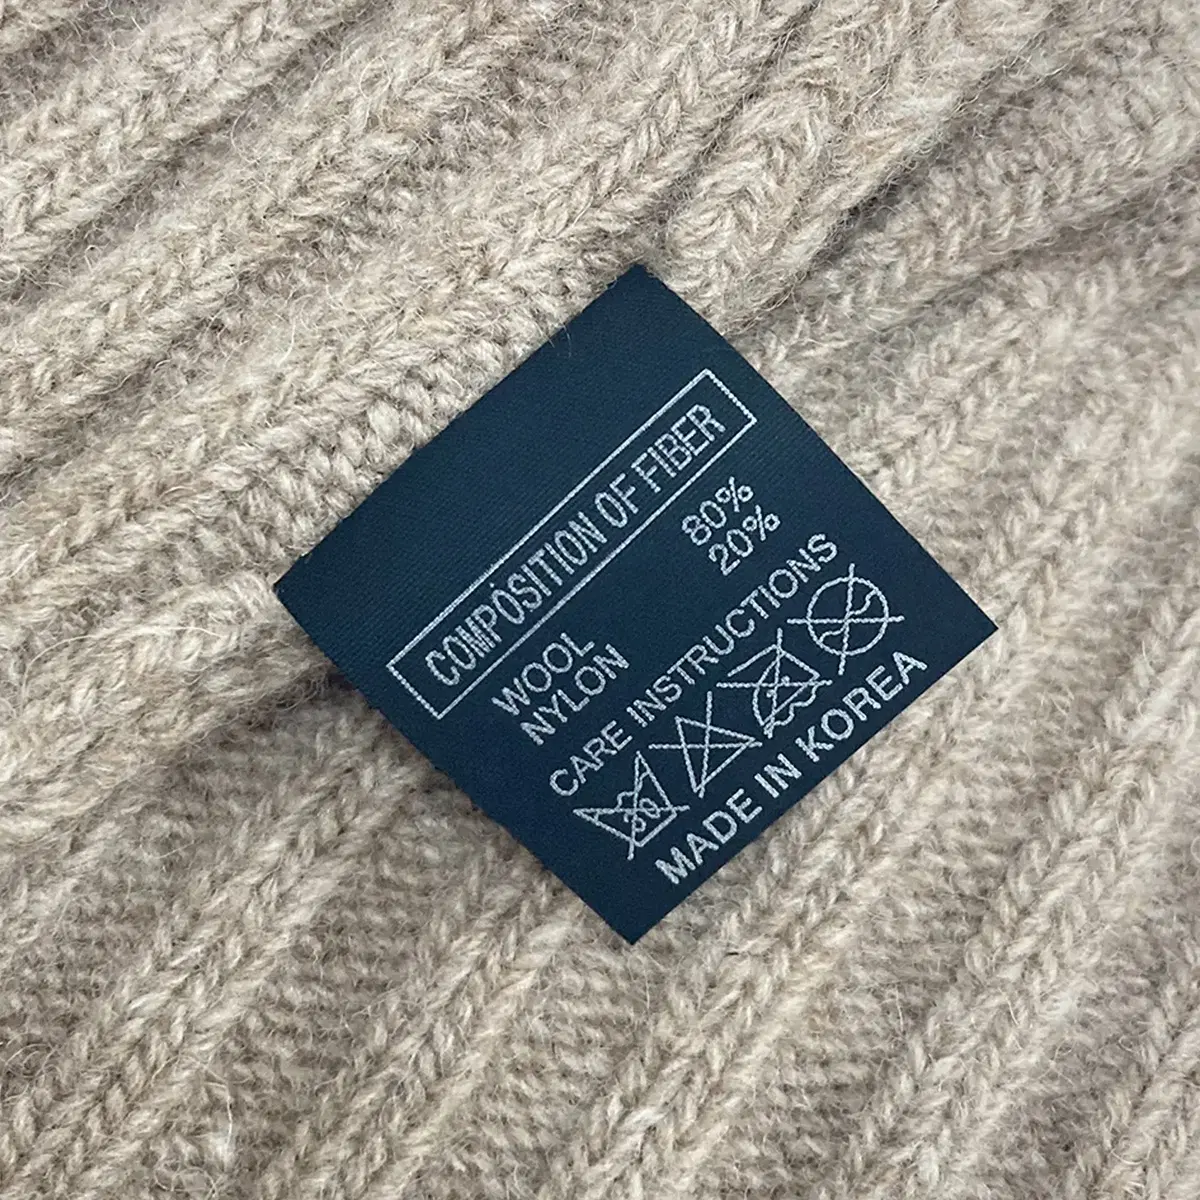 COMPOSITION OF FIBER
WOOL 80%
NYLON 20%
CARE INSTRUCTIONS
30
MADE IN KOREA